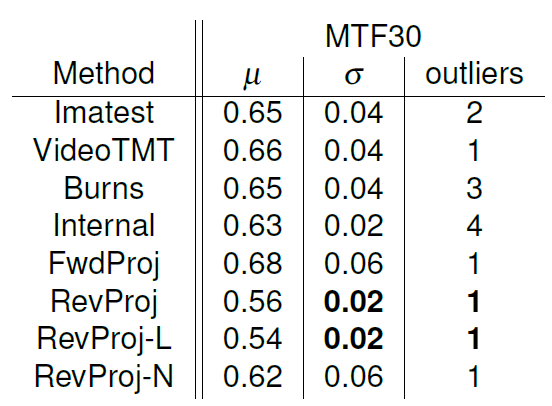 MTF30
Method μ σ outliers
Imatest 0.65 0.04 2
VideoTMT 0.66 0.04 1
Burns 0.65 0.04 3
Internal 0.63 0.02 4
FwdProj 0.68 0.06 1
RevProj 0.56 0.02 1
RevProj-L 0.54 0.02 1
RevProj-N 0.62 0.06 1